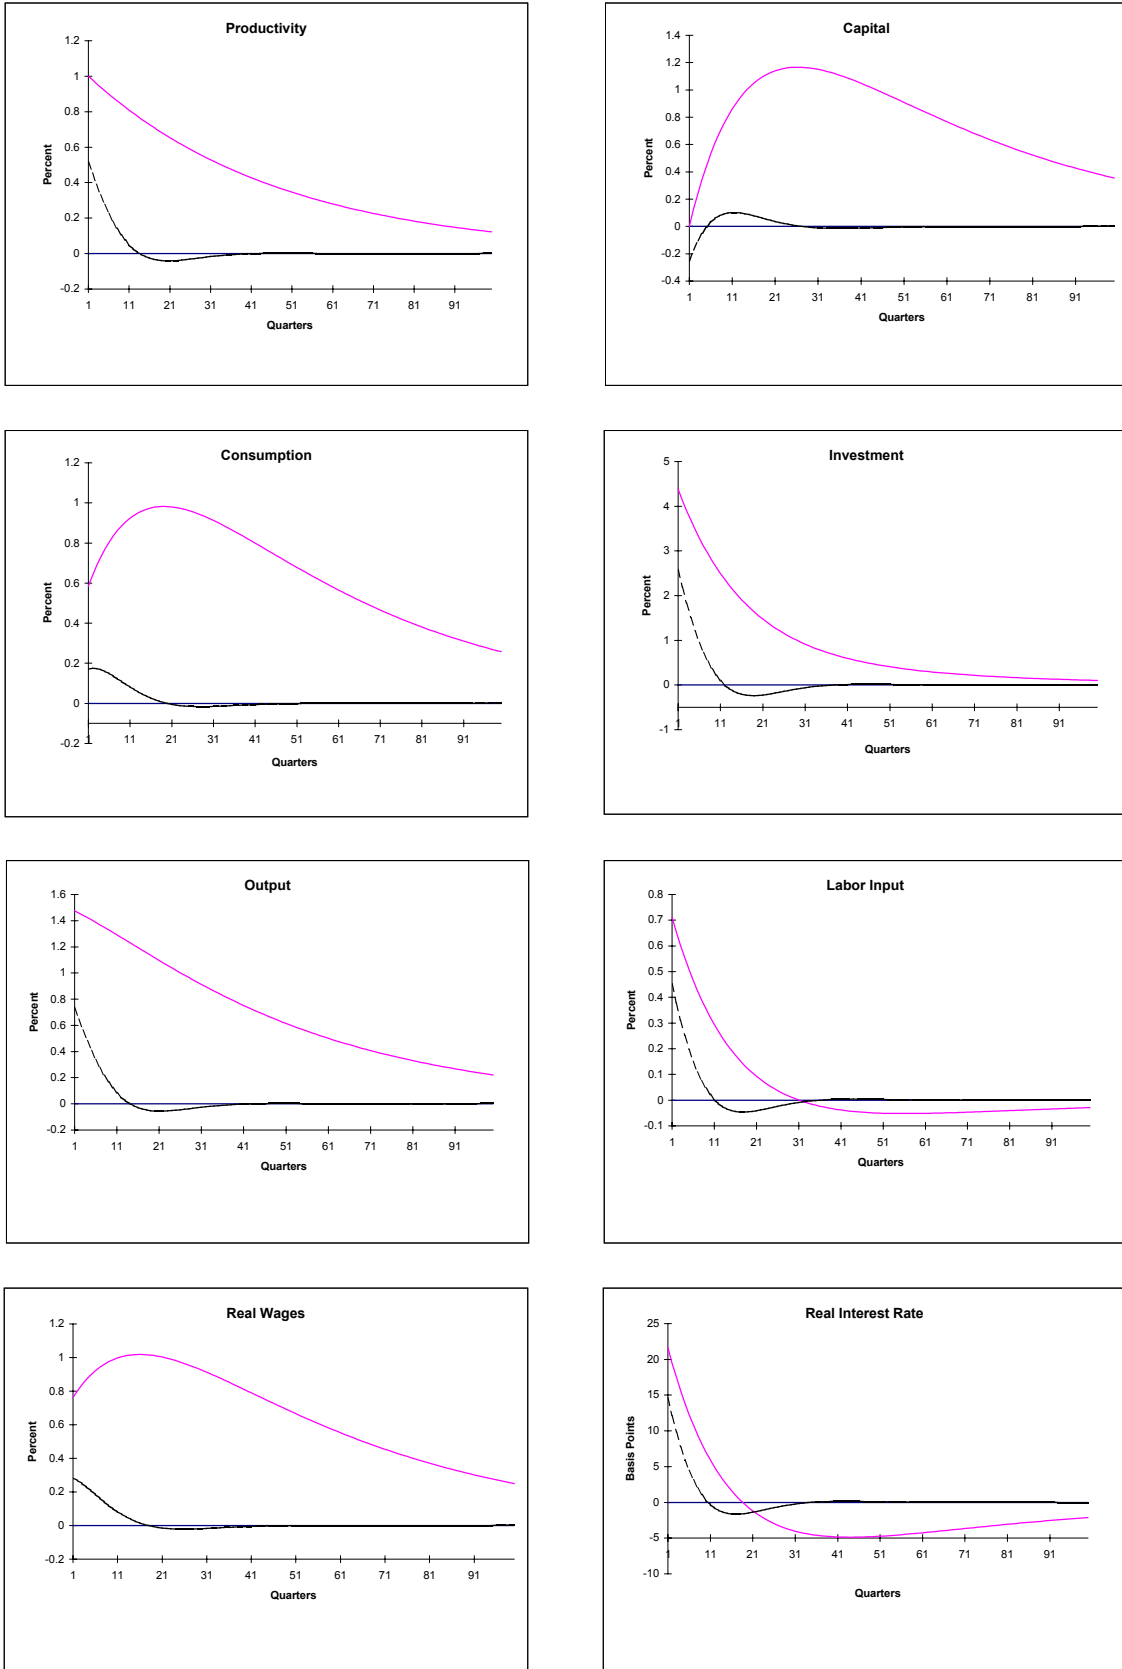 Productivity
1.2
1
0.8
0.6
0.4
0.2
0
-0.2
Percent
1 11 21 31 41 51 61 71 81 91
Quarters
Capital
1.4
1.2
1
0.8
0.6
0.4
0.2
0
-0.2
-0.4
Percent
1 11 21 31 41 51 61 71 81 91
Quarters
Consumption
1.2
1
0.8
0.6
0.4
0.2
0
-0.2
Percent
1 11 21 31 41 51 61 71 81 91
Quarters
Investment
5
4
3
2
1
0
-1
Percent
1 11 21 31 41 51 61 71 81 91
Quarters
Output
1.6
1.4
1.2
1
0.8
0.6
0.4
0.2
0
-0.2
Percent
1 11 21 31 41 51 61 71 81 91
Quarters
Labor Input
0.8
0.7
0.6
0.5
0.4
0.3
0.2
0.1
0
-0.1
Percent
1 11 21 31 41 51 61 71 81 91
Quarters
Real Wages
1.2
1
0.8
0.6
0.4
0.2
0
-0.2
Percent
1 11 21 31 41 51 61 71 81 91
Quarters
Real Interest Rate
25
20
15
10
5
0
-5
-10
Basis Points
1 11 21 31 41 51 61 71 81 91
Quarters